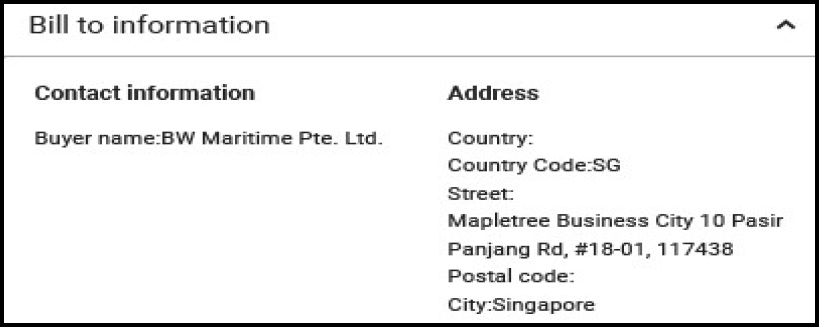 Bill to information
Contact information
Buyer name:BW Maritime Pte. Ltd.
Address
Country:
Country Code:SG
Street:
Mapletree Business City 10 Pasir
Panjang Rd, #18-01, 117438
Postal code:
City:Singapore